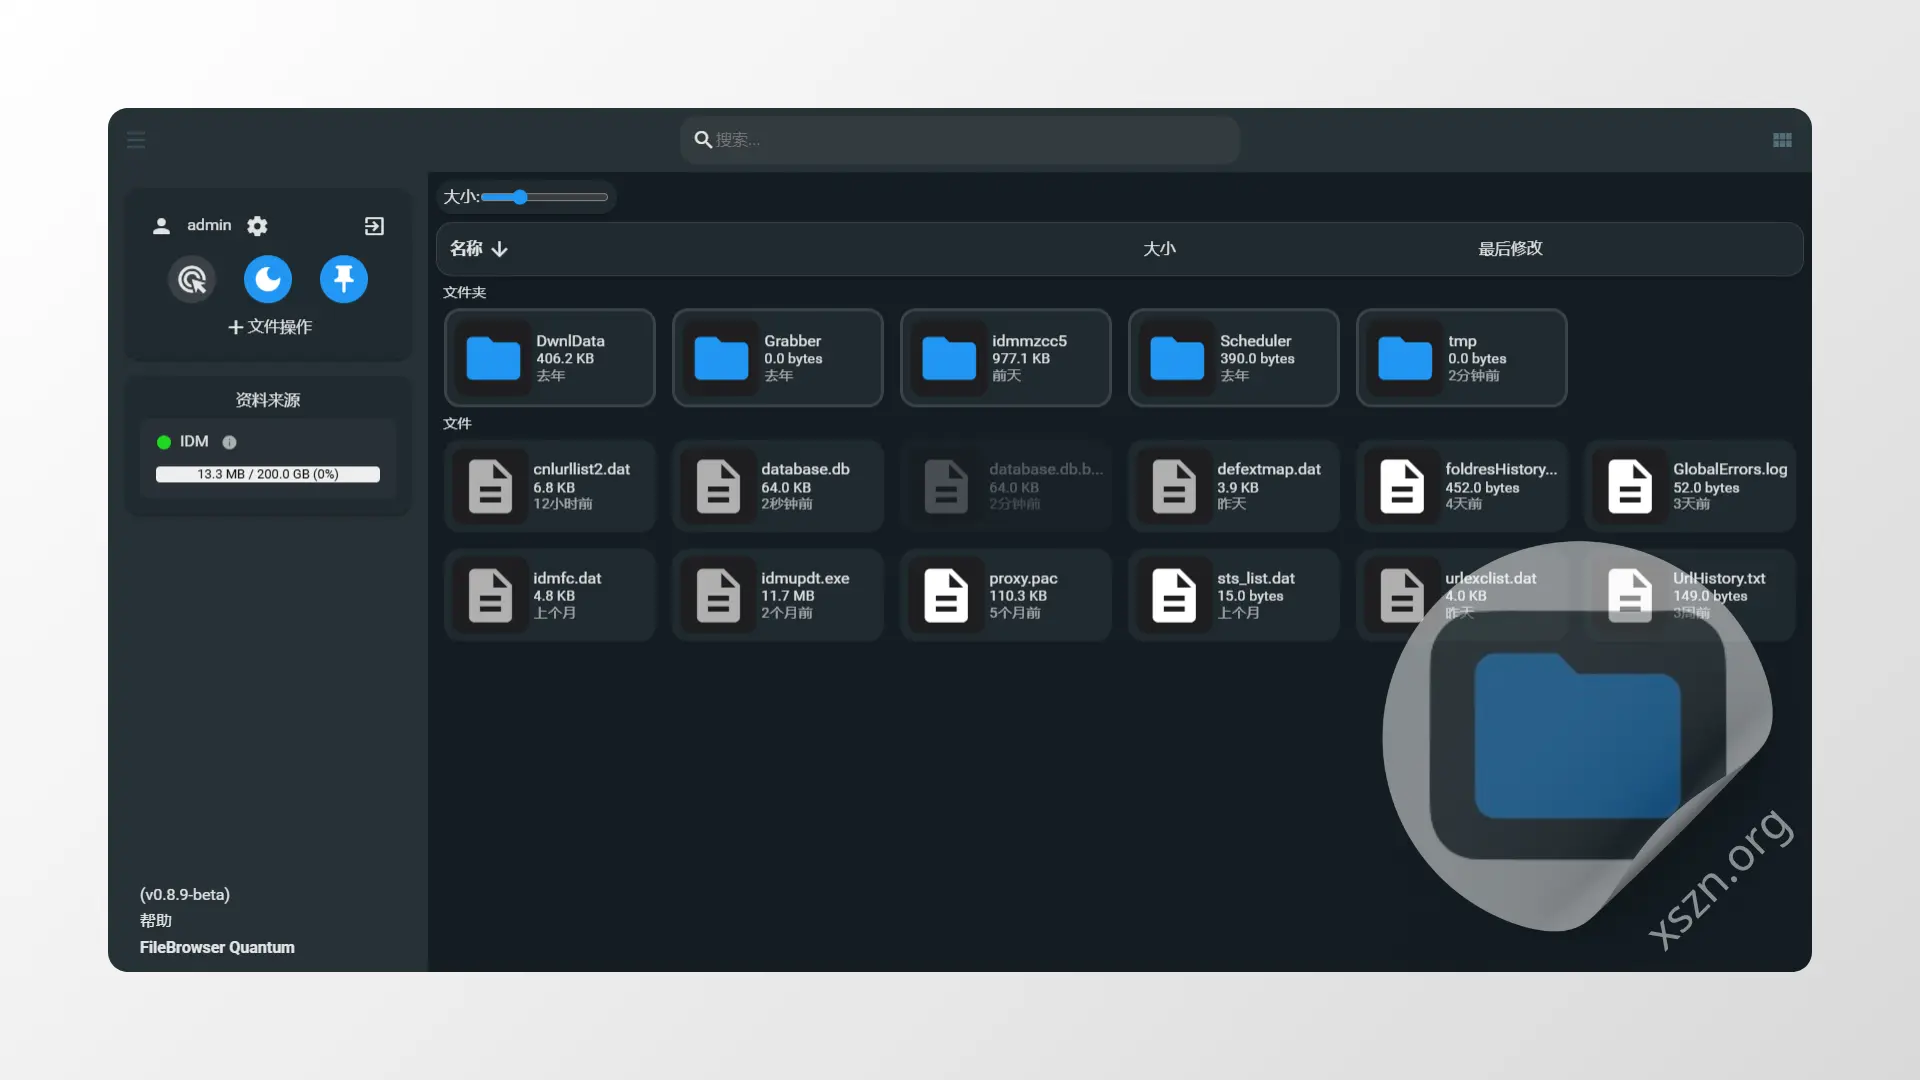 搜索...
admin
文件操作
资料来源
IDM
13.3 MB / 200.0 GB (0%)
(v0.8.9-beta)
帮助
FileBrowser Quantum
大小:
名称
大小
最后修改
文件夹
DwnlData
406.2 KB
去年
Grabber
0.0 bytes
去年
idmmzcc5
977.1 KB
前天
Scheduler
390.0 bytes
去年
tmp
0.0 bytes
2分钟前
文件
cnlurllist2.dat
6.8 KB
12小时前
database.db
64.0 KB
2秒钟前
database.db.b...
64.0 KB
2分钟前
defextmap.dat
3.9 KB
昨天
foldresHistory...
452.0 bytes
4天前
GlobalErrors.log
52.0 bytes
3天前
idmfc.dat
4.8 KB
上个月
idmupdt.exe
11.7 MB
2个月前
proxy.pac
110.3 KB
5个月前
sts_list.dat
15.0 bytes
上个月
urlexclist.dat
4.0 KB
昨天
UrlHistory.txt
149.0 bytes
3周前
xszn.org